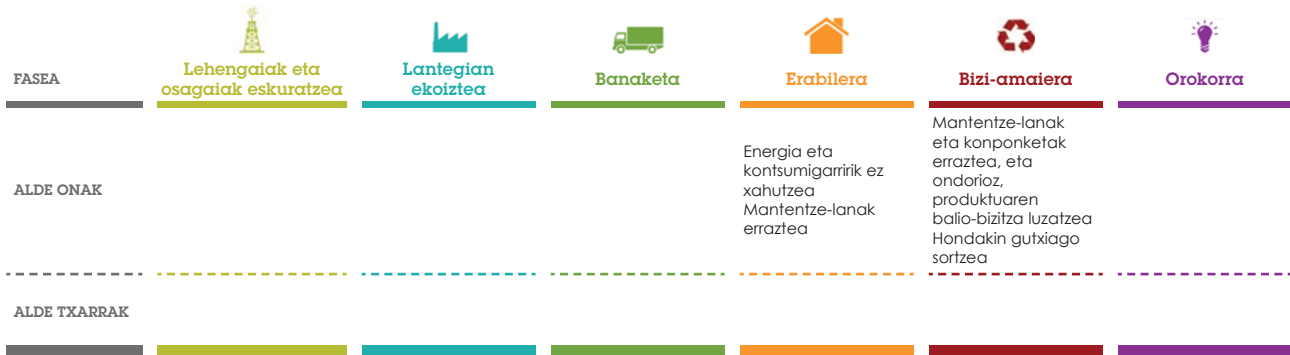 FASEA
Lehengaiak eta
osagaiak eskuratzea
Lantegian
ekoiztea
Banaketa
Erabilera
Bizi-amaiera
Orokorra
ALDE ONAK
Energia eta
kontsumigarririk ez
xahutzea
Mantentze-lanak
erraztea
Mantentze-lanak
eta konponketak
erraztea, eta
ondorioz,
produktuaren
balio-bizitza luzatzea
Hondakin gutxiago
sortzea
ALDE TXARRAK